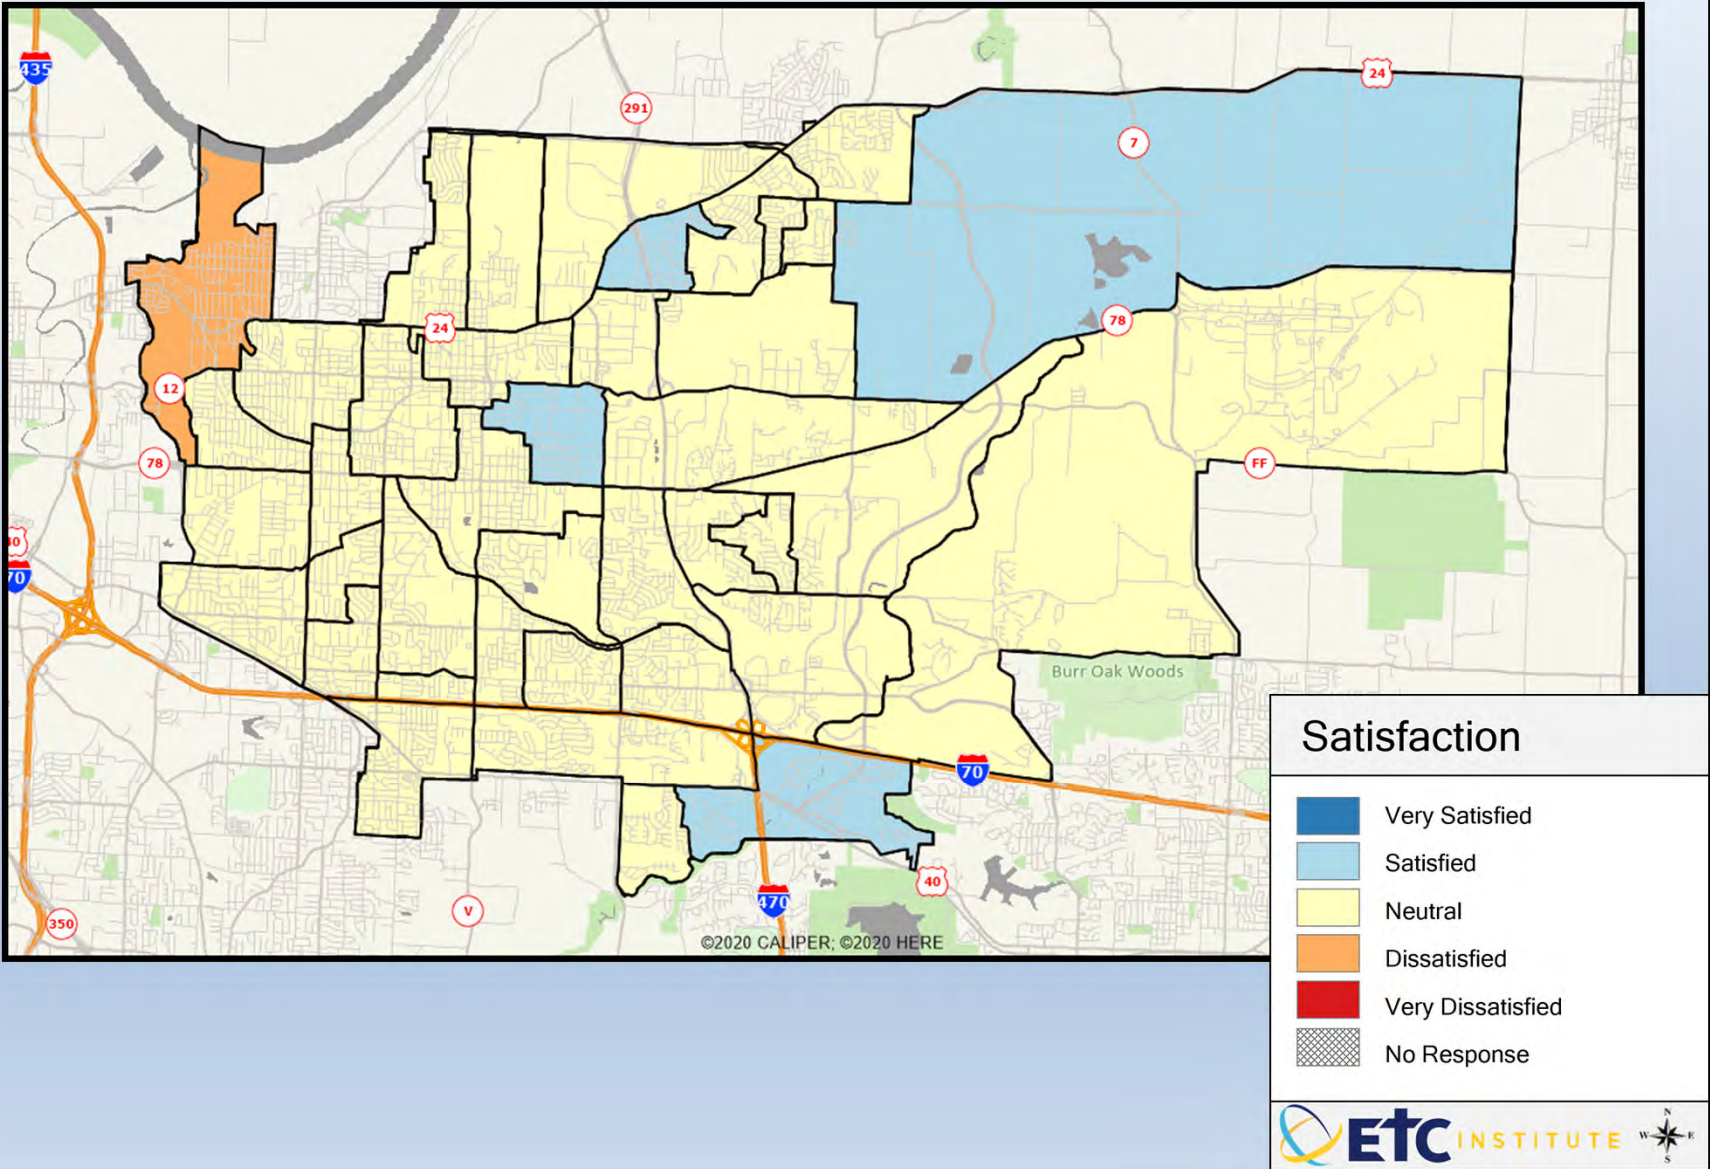 435
24
291
7
24
78
12
78
FF
40
70
Burr Oak Woods
70
40
470
V
350
©2020 CALIPER; ©2020 HERE
Satisfaction
Very Satisfied
Satisfied
Neutral
Dissatisfied
Very Dissatisfied
No Response
ETC INSTITUTE
N
W E
S